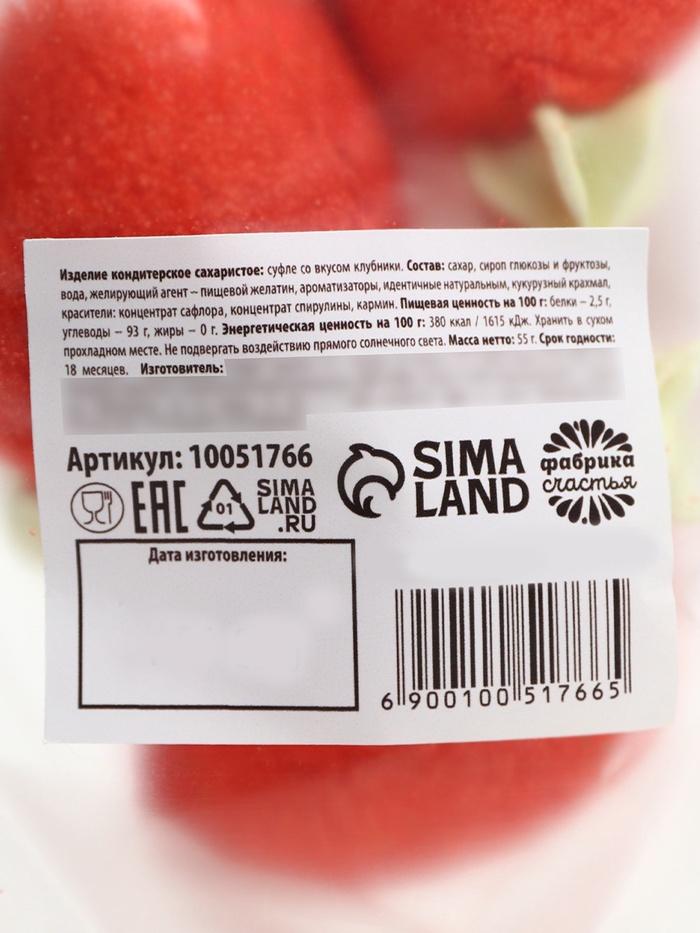 Изделие кондитерское сахаристое: суфле со вкусом клубники. Состав: сахар, сироп глюкозы и фруктозы,
вода, желирующий агент – пищевой желатин, ароматизаторы, идентичные натуральным, кукурузный крахмал,
красители: концентрат сафлора, концентрат спирулины, кармин. Пищевая ценность на 100 г: белки – 2,5 г,
углеводы – 93 г, жиры – 0 г. Энергетическая ценность на 100 г: 380 ккал / 1615 кДж. Хранить в сухом
прохладном месте. Не подвергать воздействию прямого солнечного света. Масса нетто: 55 г. Срок годности:
18 месяцев. Изготовитель:
Артикул: 10051766
EAC
01
SIMA
LAND
.RU
SIMA
LAND
фабрика
счастья
Дата изготовления:
6 900100 517665